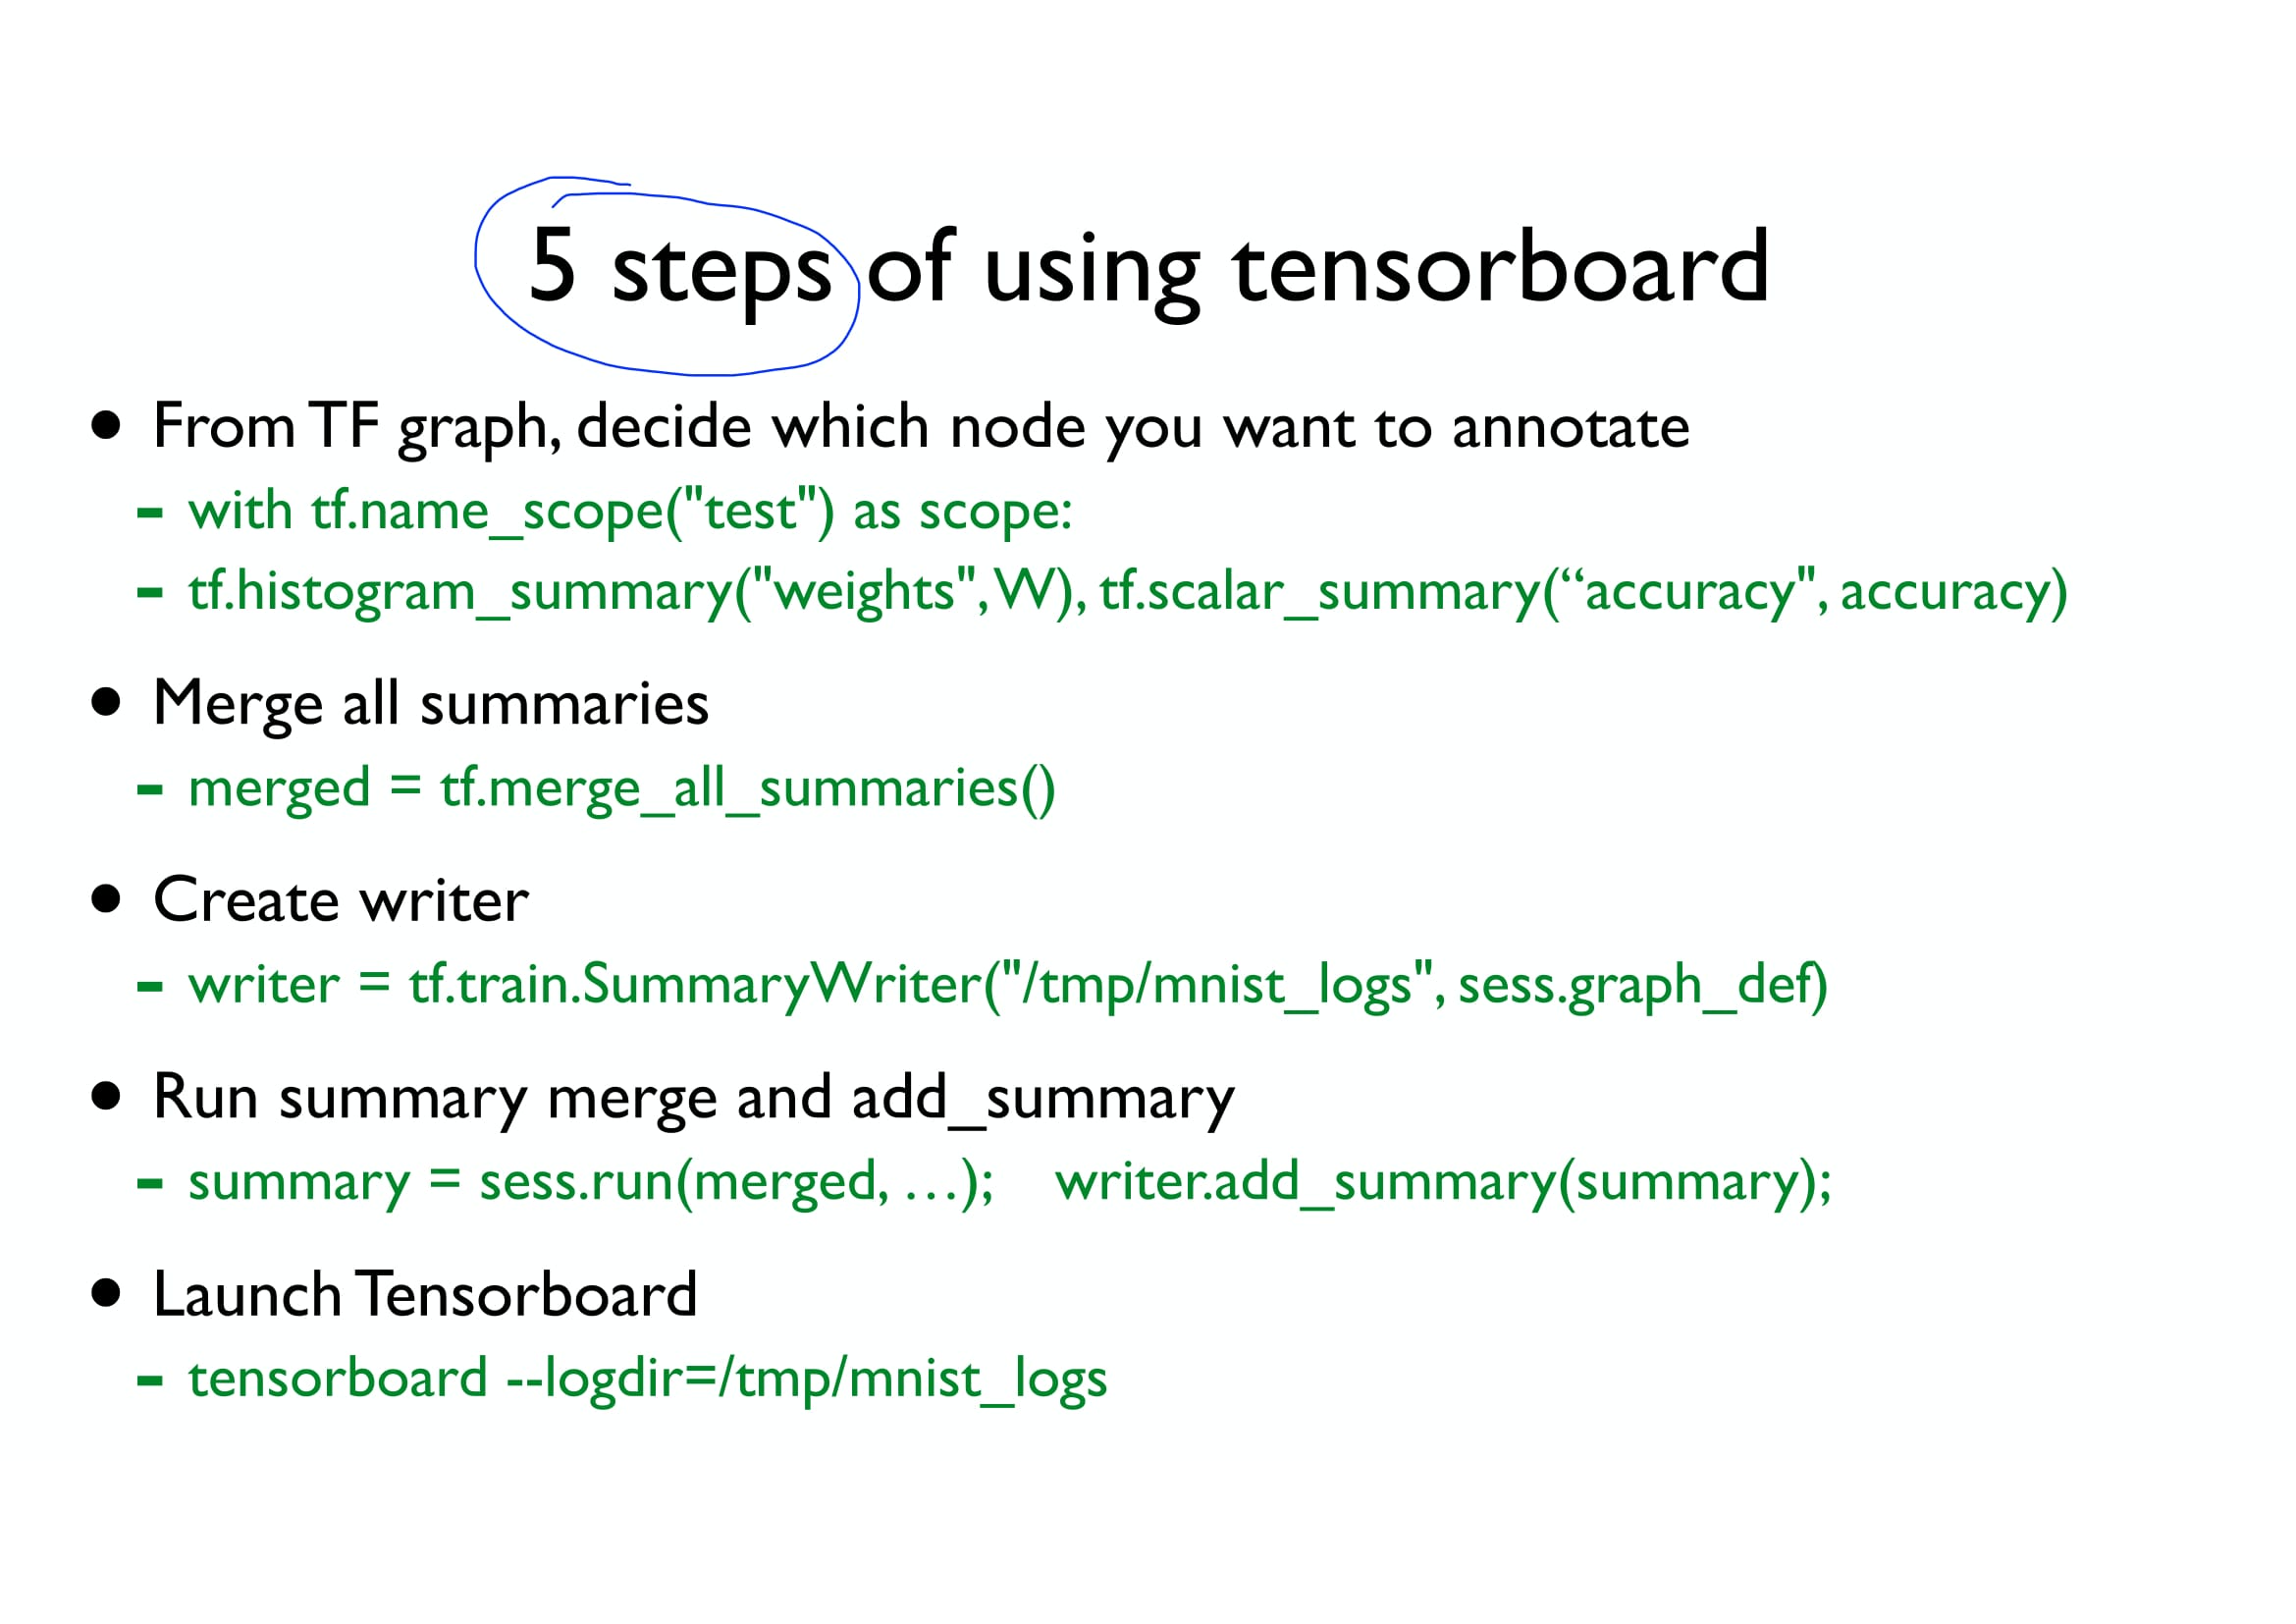 5 steps of using tensorboard
● From TF graph, decide which node you want to annotate
- with tf.name_scope("test") as scope:
- tf.histogram_summary("weights", W), tf.scalar_summary(“accuracy", accuracy)
● Merge all summaries
- merged = tf.merge_all_summaries()
● Create writer
- writer = tf.train.SummaryWriter("/tmp/mnist_logs", sess.graph_def)
● Run summary merge and add_summary
- summary = sess.run(merged, …); writer.add_summary(summary);
● Launch Tensorboard
- tensorboard --logdir=/tmp/mnist_logs